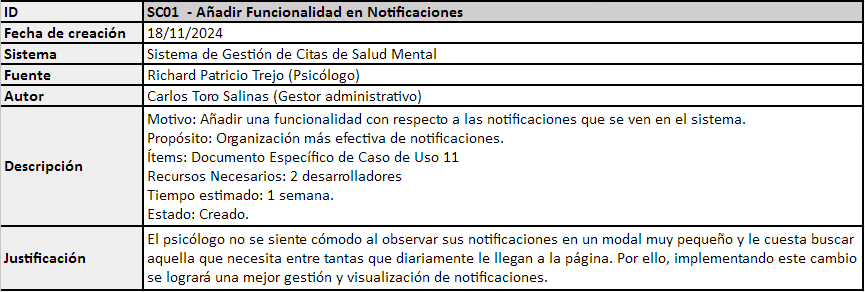 ID SC01 - Añadir Funcionalidad en Notificaciones
Fecha de creación 18/11/2024
Sistema Sistema de Gestión de Citas de Salud Mental
Fuente Richard Patricio Trejo (Psicólogo)
Autor Carlos Toro Salinas (Gestor administrativo)
Descripción
Motivo: Añadir una funcionalidad con respecto a las notificaciones que se ven en el sistema.
Propósito: Organización más efectiva de notificaciones.
Ítems: Documento Específico de Caso de Uso 11
Recursos Necesarios: 2 desarrolladores
Tiempo estimado: 1 semana.
Estado: Creado.
Justificación
El psicólogo no se siente cómodo al observar sus notificaciones en un modal muy pequeño y le cuesta buscar
aquella que necesita entre tantas que diariamente le llegan a la página. Por ello, implementando este cambio
se logrará una mejor gestión y visualización de notificaciones.